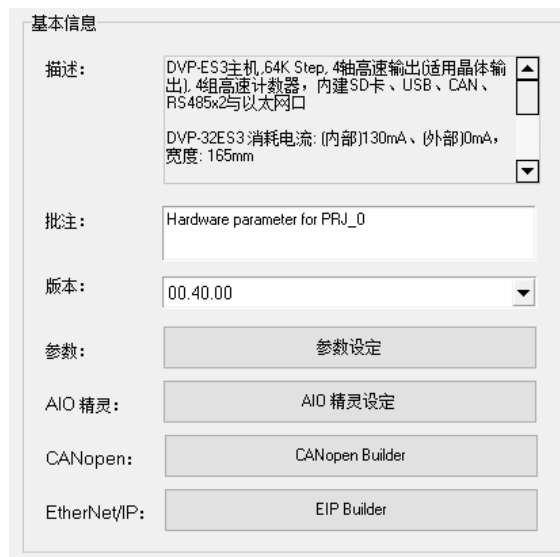 基本信息
描述：
DVP-ES3主机,64K Step, 4轴高速输出(适用晶体输
出), 4组高速计数器，内建SD卡、USB、CAN、
RS485x2与以太网口
DVP-32ES3 消耗电流: (内部)130mA、(外部)0mA，
宽度: 165mm
批注：
Hardware parameter for PRJ_0
版本：
00.40.00
参数：
参数设定
AIO 精灵：
AIO 精灵设定
CANopen：
CANopen Builder
EtherNet/IP：
EIP Builder